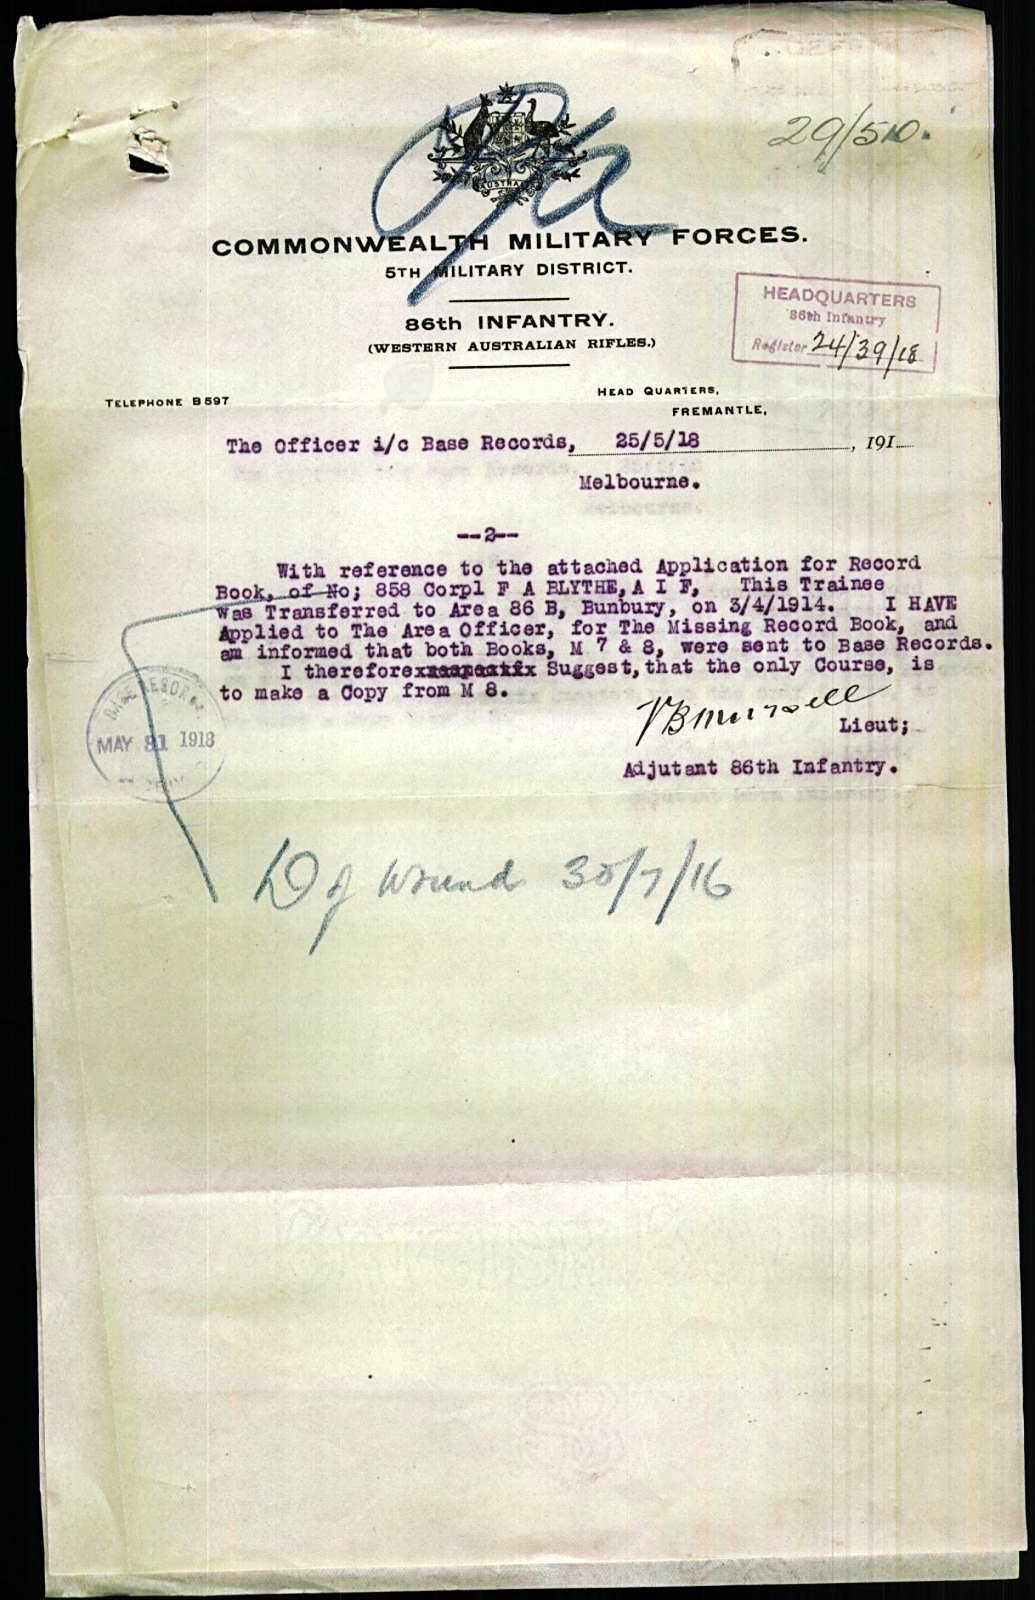 P/a
29/510.
AUSTRALIA
COMMONWEALTH MILITARY FORCES.
5TH MILITARY DISTRICT.
86th INFANTRY.
(WESTERN AUSTRALIAN RIFLES.)
HEADQUARTERS
86th Infantry
Register 24/39/18
TELEPHONE B597
HEAD QUARTERS,
FREMANTLE,
The Officer i/c Base Records, 25/5/18, 191
Melbourne.
--2--
With reference to the attached Application for Record
Book, of No; 858 Corpl F A BLYTHE, A I F, This Trainee
was Transferred to Area 86 B, Bunbury, on 3/4/1914. I HAVE
Applied to The Area Officer, for The Missing Record Book, and
am informed that both Books, M 7 & 8, were sent to Base Records.
I therefore Suggest, that the only Course, is
to make a Copy from M 8.
Lieut;
Adjutant 86th Infantry.
BASE RECORDS
MAY 31 1918
D of wound 30/7/16